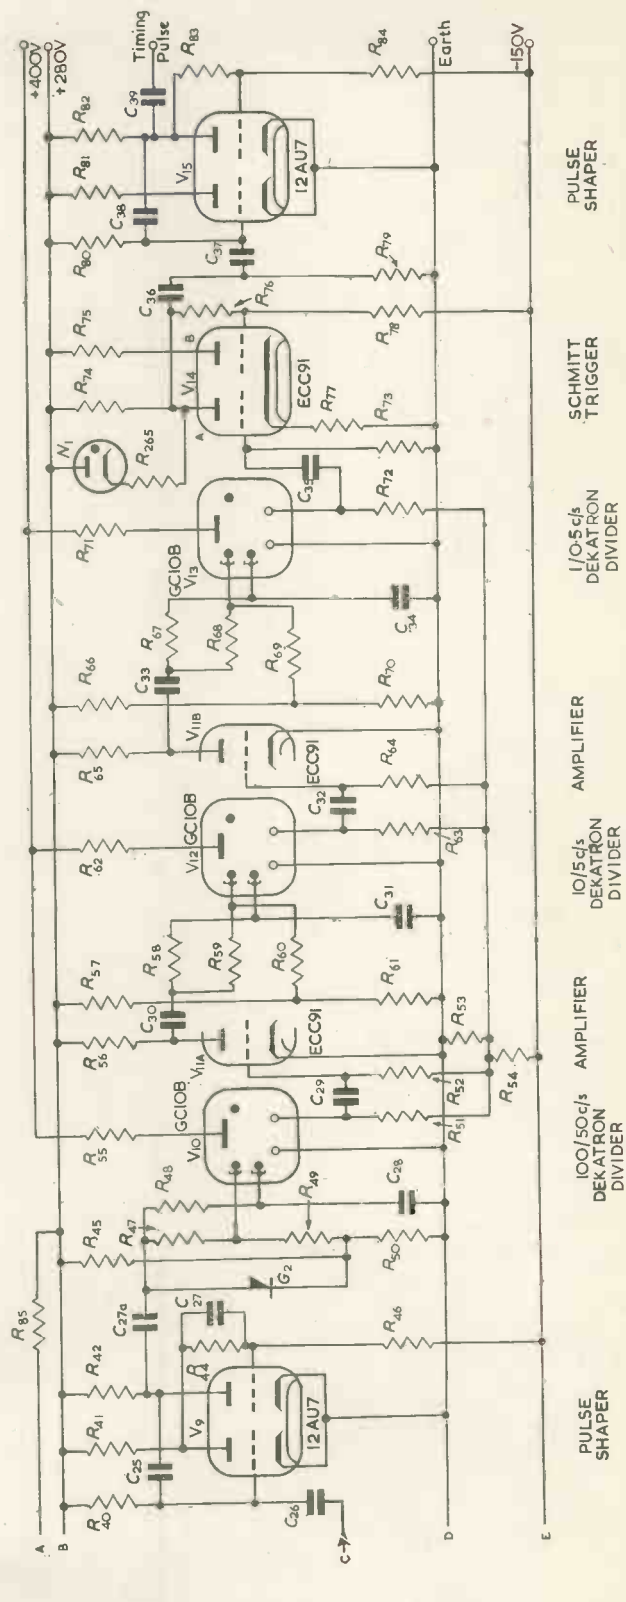 +400V
+280V
Timing
Pulse
Earth
-150V
A
B
C
D
E
R40
R41
R42
R85
C25
C26
V9
12AU7
R44
C27
C27a
R45
R46
G2
R47
R48
R49
R50
C28
R55
V10
GC10B
C29
R51
R52
R53
R54
R56
R57
V11A
ECC91
C30
R58
R59
R60
R61
C31
R62
V12
GC10B
C32
R63
R64
R65
R66
V11B
ECC91
C33
R67
R68
R69
R70
C34
R71
V13
GC10B
C35
R72
R73
N1
R265
R74
R75
A
V14
B
ECC91
R77
R76
R78
R79
C36
C37
R80
R81
R82
C38
C39
V15
12AU7
R83
R84
PULSE
SHAPER
100/50c/s
DEKATRON
DIVIDER
AMPLIFIER
10/5c/s
DEKATRON
DIVIDER
AMPLIFIER
1/0·5c/s
DEKATRON
DIVIDER
SCHMITT
TRIGGER
PULSE
SHAPER